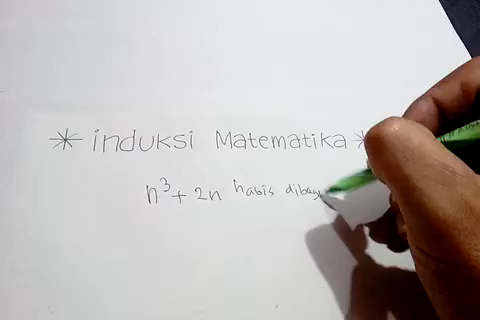 * induksi Matematika *
n³ + 2n habis